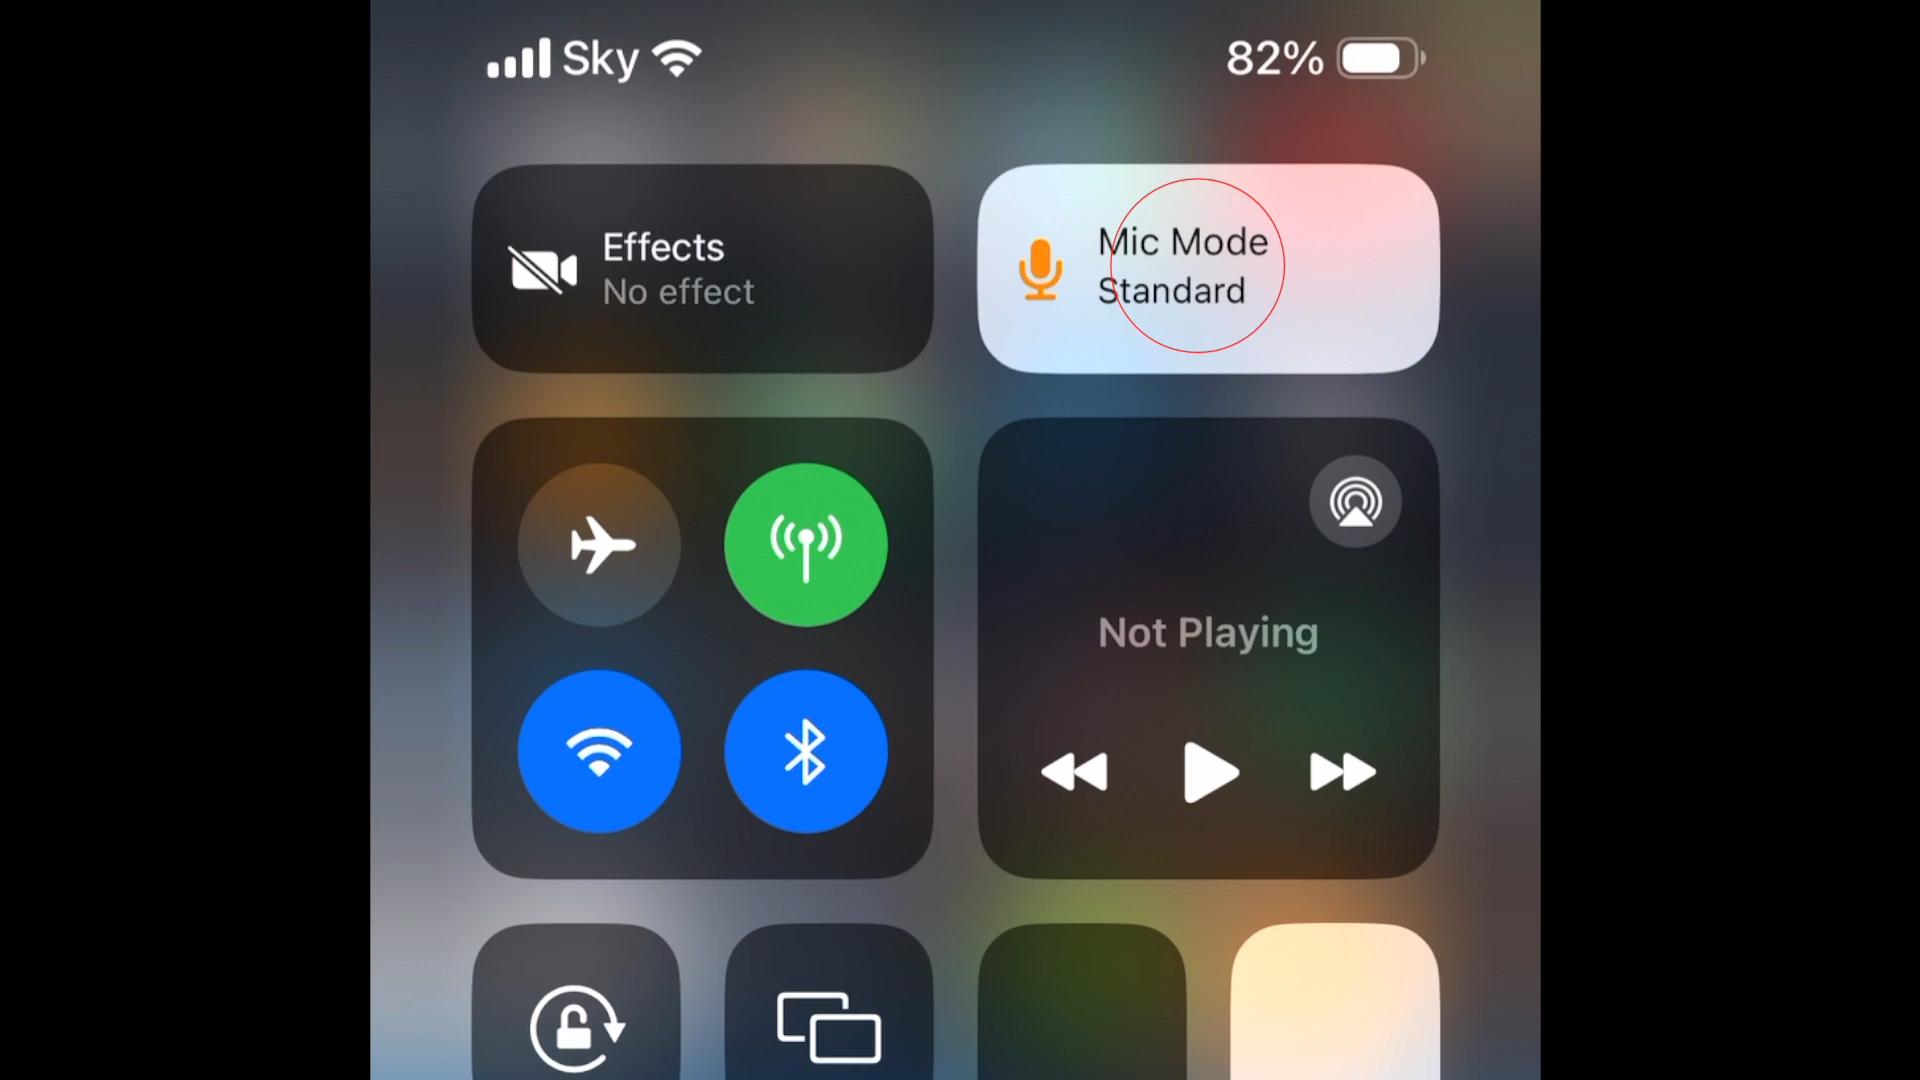 Sky
82%
Effects
No effect
Mic Mode
Standard
Not Playing